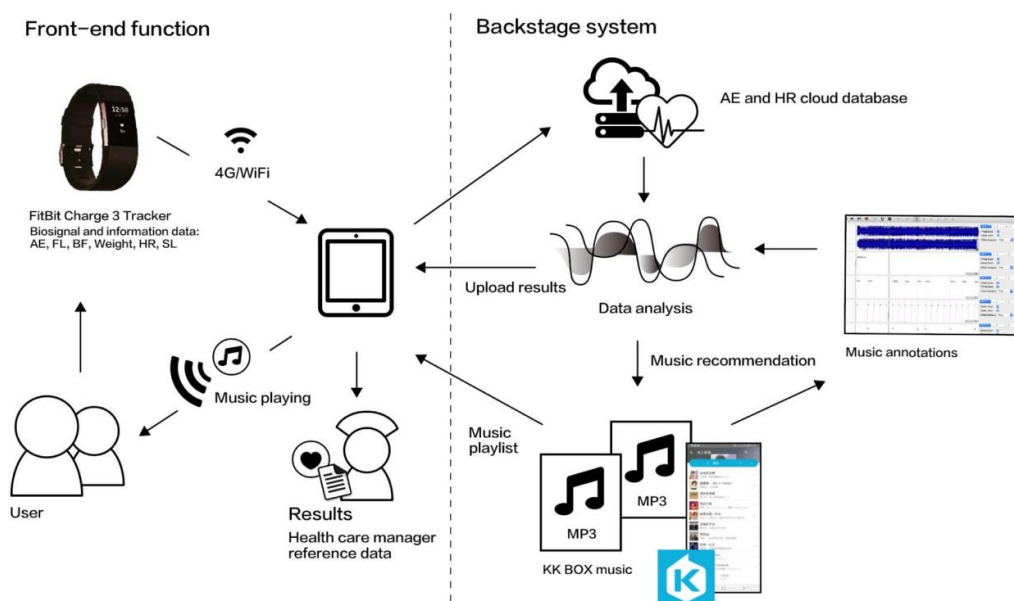 Front-end function
Backstage system
12:50
AE and HR cloud database
4G/WiFi
FitBit Charge 3 Tracker
Biosignal and information data:
AE, FL, BF, Weight, HR, SL
Upload results
Data analysis
Music annotations
Music playing
Music recommendation
Music
playlist
User
Results
Health care manager
reference data
MP3
MP3
KK BOX music
K